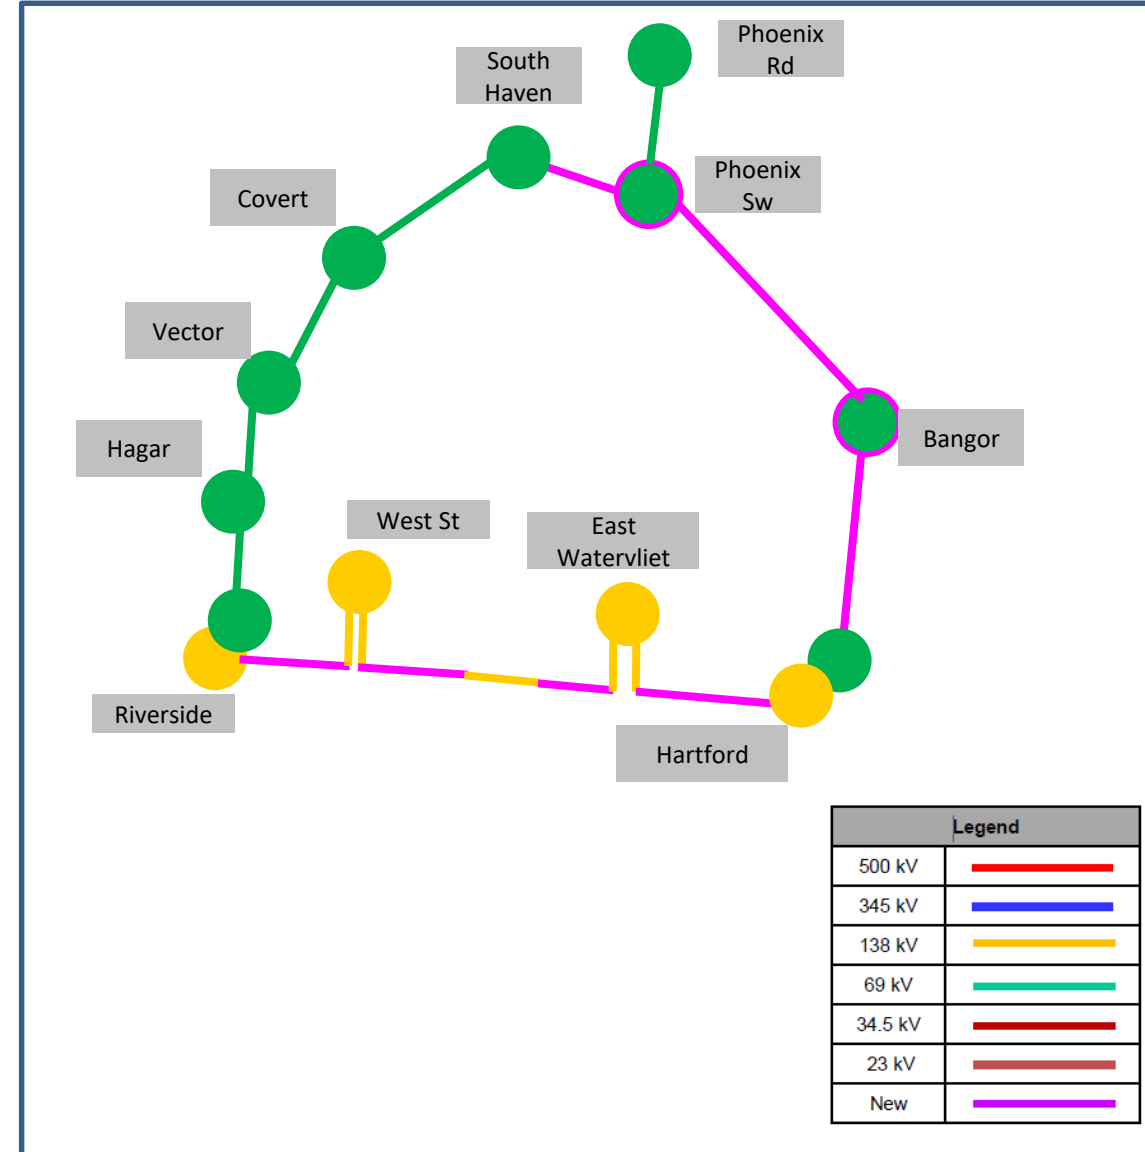 Phoenix
Rd
South
Haven
Phoenix
Sw
Covert
Vector
Hagar
Bangor
West St
East
Watervliet
Riverside
Hartford
Legend
500 kV
345 kV
138 kV
69 kV
34.5 kV
23 kV
New